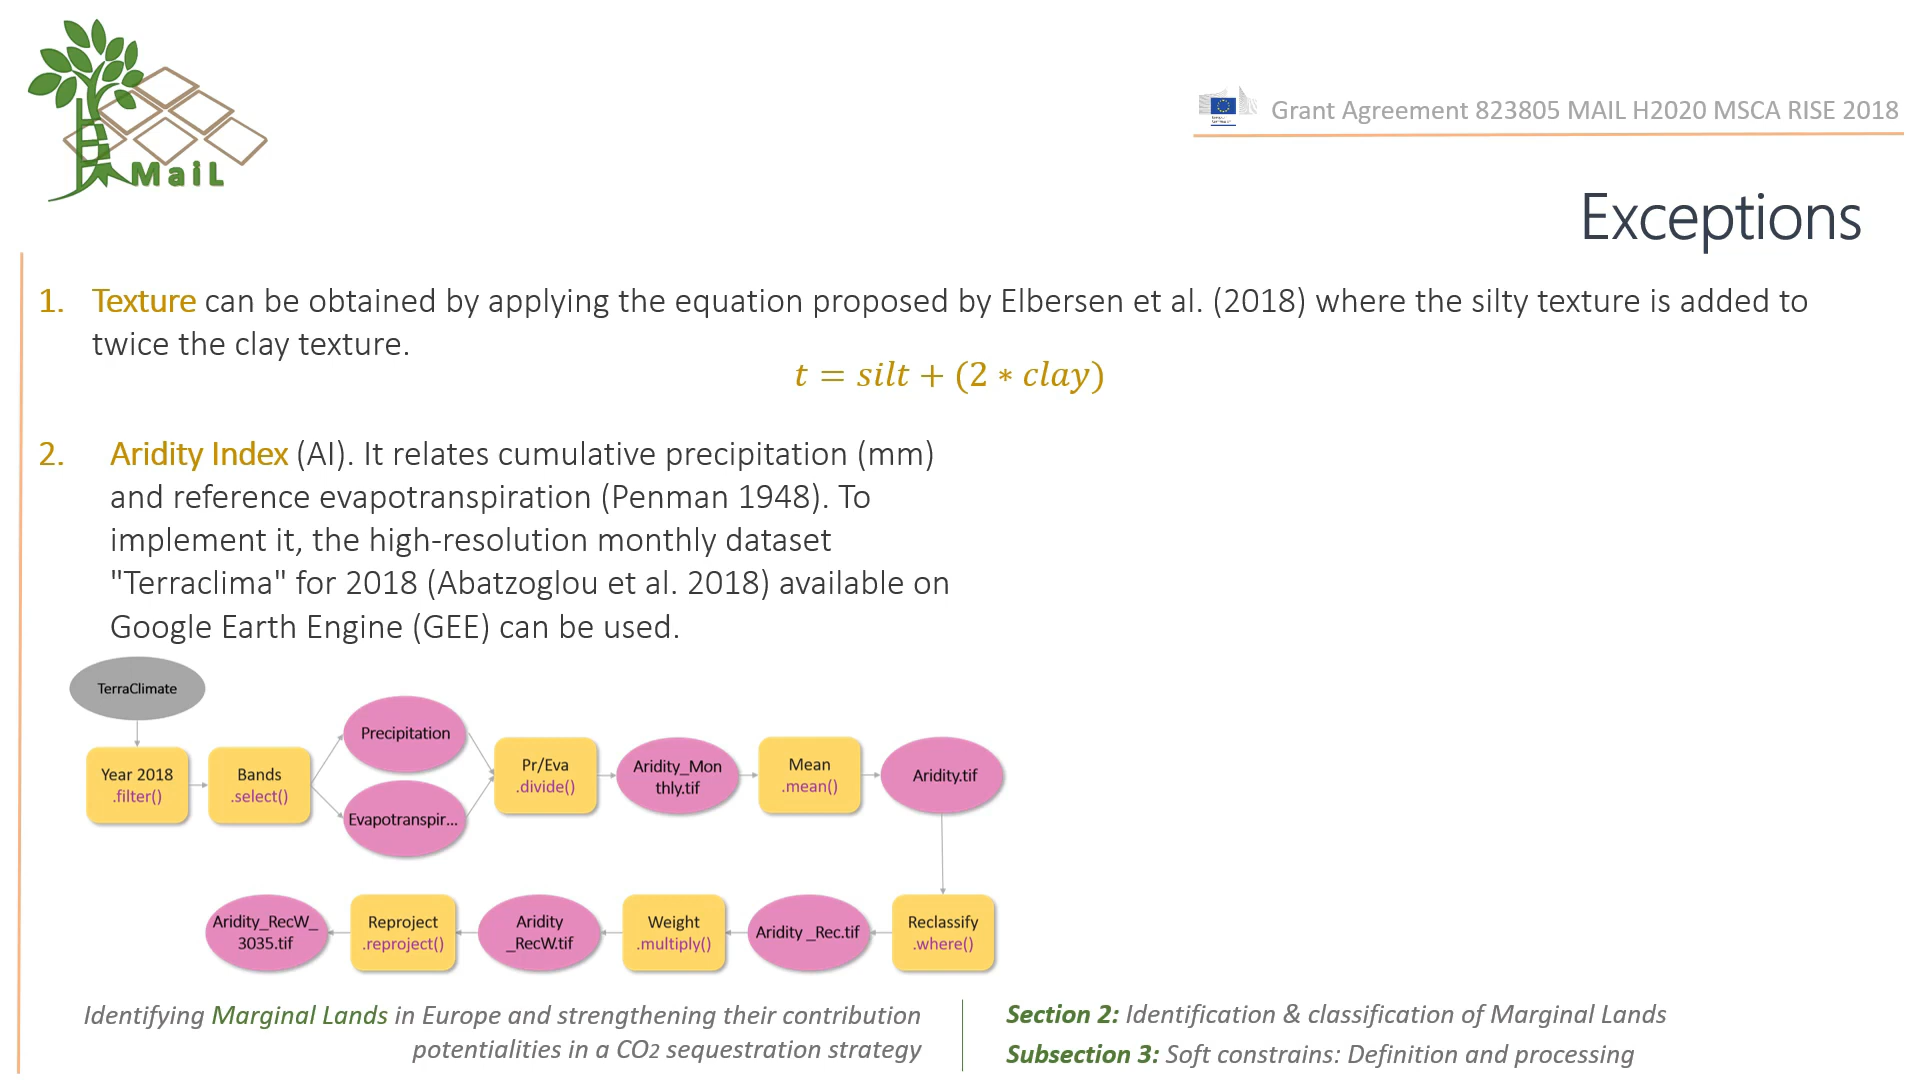 MaiL
Grant Agreement 823805 MAIL H2020 MSCA RISE 2018
Exceptions
1. Texture can be obtained by applying the equation proposed by Elbersen et al. (2018) where the silty texture is added to
twice the clay texture.
t = silt + (2 * clay)
2. Aridity Index (AI). It relates cumulative precipitation (mm)
and reference evapotranspiration (Penman 1948). To
implement it, the high-resolution monthly dataset
"Terraclima" for 2018 (Abatzoglou et al. 2018) available on
Google Earth Engine (GEE) can be used.
TerraClimate
Year 2018
.filter()
Bands
.select()
Precipitation
Evapotranspir...
Pr/Eva
.divide()
Aridity_Mon
thly.tif
Mean
.mean()
Aridity.tif
Reclassify
.where()
Aridity _Rec.tif
Weight
.multiply()
Aridity
_RecW.tif
Reproject
.reproject()
Aridity_RecW_
3035.tif
Identifying Marginal Lands in Europe and strengthening their contribution
potentialities in a CO2 sequestration strategy
Section 2: Identification & classification of Marginal Lands
Subsection 3: Soft constrains: Definition and processing